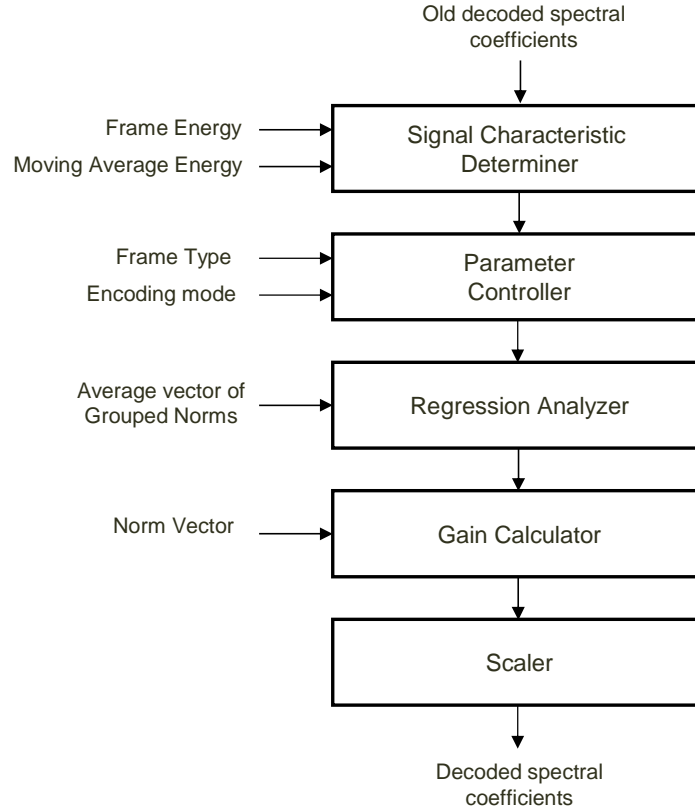 Old decoded spectral
coefficients
Frame Energy
Moving Average Energy
Signal Characteristic
Determiner
Frame Type
Encoding mode
Parameter
Controller
Average vector of
Grouped Norms
Regression Analyzer
Norm Vector
Gain Calculator
Scaler
Decoded spectral
coefficients